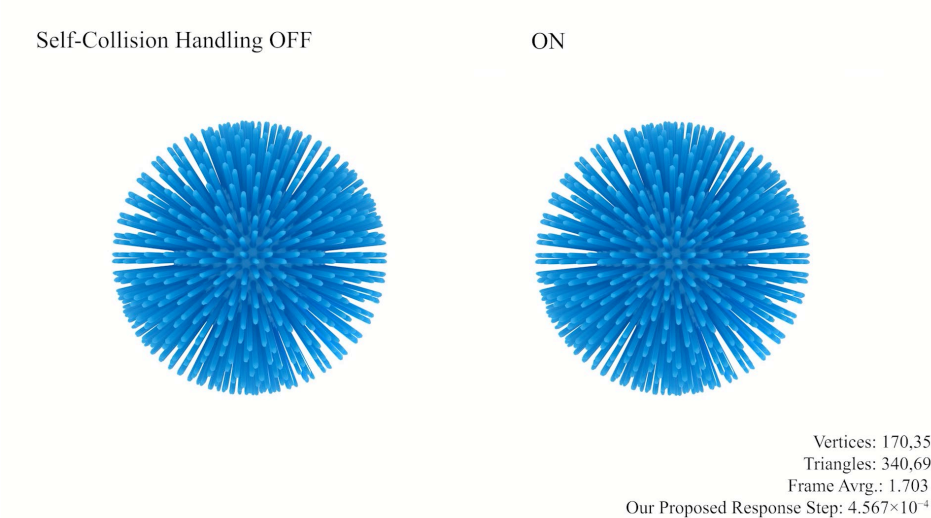 Self-Collision Handling OFF
ON
Vertices: 170,35
Triangles: 340,69
Frame Avrg.: 1.703
Our Proposed Response Step: 4.567×10⁻⁴